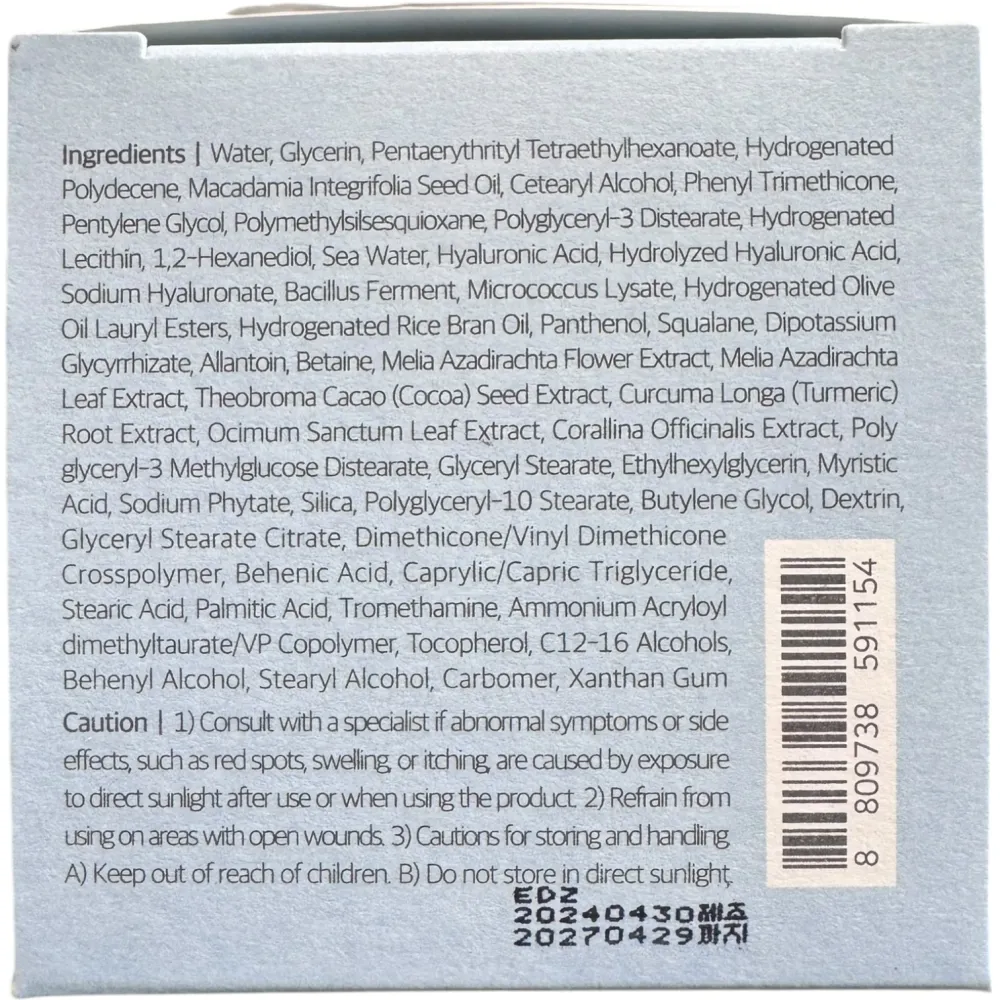 Ingredients | Water, Glycerin, Pentaerythrityl Tetraethylhexanoate, Hydrogenated
Polydecene, Macadamia Integrifolia Seed Oil, Cetearyl Alcohol, Phenyl Trimethicone,
Pentylene Glycol, Polymethylsilsesquioxane, Polyglyceryl-3 Distearate, Hydrogenated
Lecithin, 1,2-Hexanediol, Sea Water, Hyaluronic Acid, Hydrolyzed Hyaluronic Acid,
Sodium Hyaluronate, Bacillus Ferment, Micrococcus Lysate, Hydrogenated Olive
Oil Lauryl Esters, Hydrogenated Rice Bran Oil, Panthenol, Squalane, Dipotassium
Glycyrrhizate, Allantoin, Betaine, Melia Azadirachta Flower Extract, Melia Azadirachta
Leaf Extract, Theobroma Cacao (Cocoa) Seed Extract, Curcuma Longa (Turmeric)
Root Extract, Ocimum Sanctum Leaf Extract, Corallina Officinalis Extract, Poly
glyceryl-3 Methylglucose Distearate, Glyceryl Stearate, Ethylhexylglycerin, Myristic
Acid, Sodium Phytate, Silica, Polyglyceryl-10 Stearate, Butylene Glycol, Dextrin,
Glyceryl Stearate Citrate, Dimethicone/Vinyl Dimethicone
Crosspolymer, Behenic Acid, Caprylic/Capric Triglyceride,
Stearic Acid, Palmitic Acid, Tromethamine, Ammonium Acryloyl
dimethyltaurate/VP Copolymer, Tocopherol, C12-16 Alcohols,
Behenyl Alcohol, Stearyl Alcohol, Carbomer, Xanthan Gum
Caution | 1) Consult with a specialist if abnormal symptoms or side
effects, such as red spots, swelling, or itching, are caused by exposure
to direct sunlight after use or when using the product. 2) Refrain from
using on areas with open wounds. 3) Cautions for storing and handling
A) Keep out of reach of children. B) Do not store in direct sunlight,
EDZ
20240430제조
20270429까지
8 809738 591154